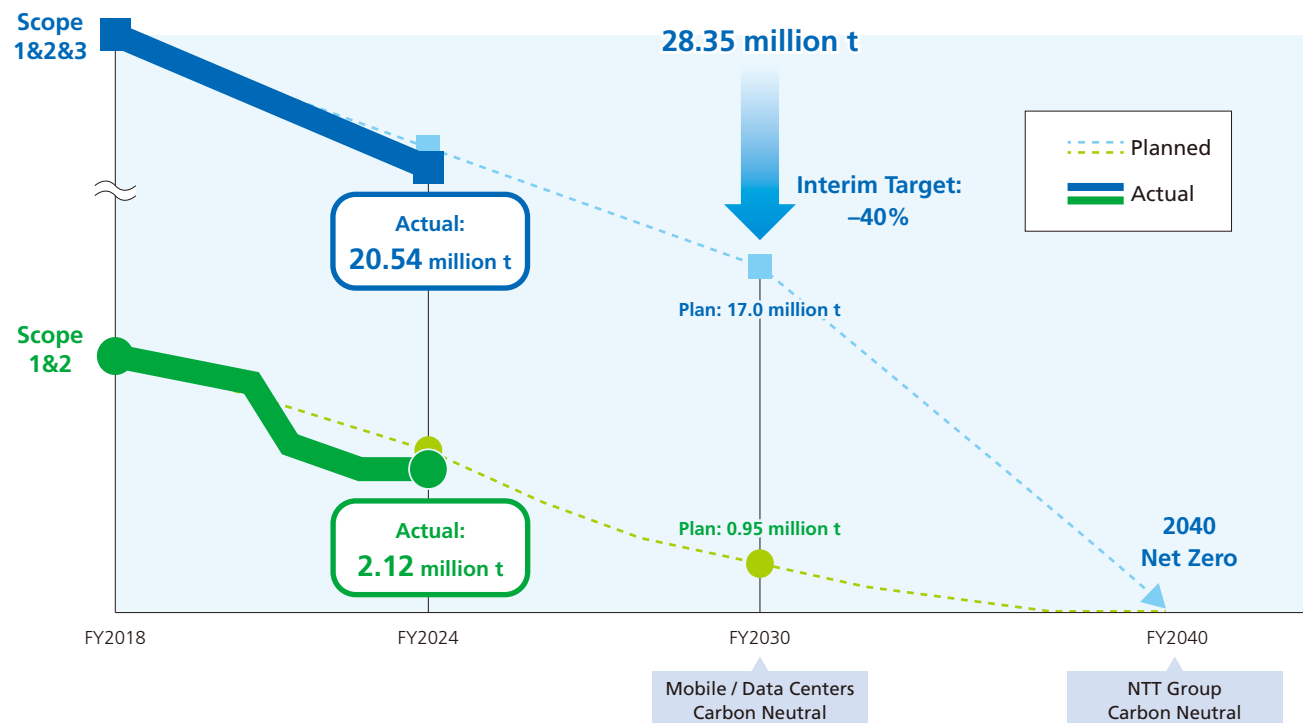 Scope
1&2&3
28.35 million t
Planned
Actual
Interim Target:
–40%
Actual:
20.54 million t
Plan: 17.0 million t
Scope
1&2
Actual:
2.12 million t
Plan: 0.95 million t
2040
Net Zero
FY2018
FY2024
FY2030
FY2040
Mobile / Data Centers
Carbon Neutral
NTT Group
Carbon Neutral